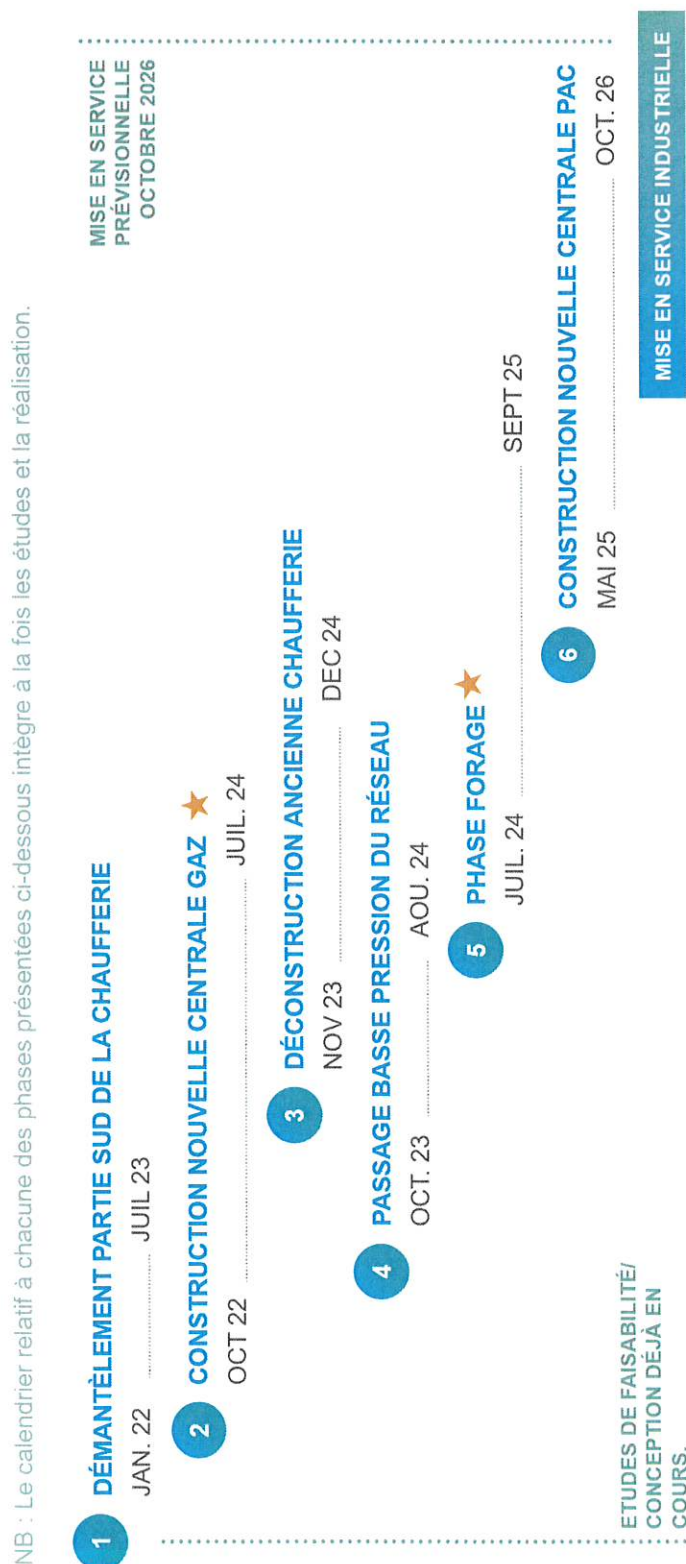 NB : Le calendrier relatif à chacune des phases présentées ci-dessous intègre à la fois les études et la réalisation.
MISE EN SERVICE
PRÉVISIONNELLE
OCTOBRE 2026
1 DÉMANTÈLEMENT PARTIE SUD DE LA CHAUFFERIE
JAN. 22 JUIL 23
2 CONSTRUCTION NOUVELLE CENTRALE GAZ
OCT 22 JUIL. 24
3 DÉCONSTRUCTION ANCIENNE CHAUFFERIE
NOV 23 DEC 24
4 PASSAGE BASSE PRESSION DU RÉSEAU
OCT. 23 AOU. 24
5 PHASE FORAGE
JUIL. 24 SEPT 25
6 CONSTRUCTION NOUVELLE CENTRALE PAC
MAI 25 OCT. 26
ETUDES DE FAISABILITÉ/
CONCEPTION DÉJÀ EN
COURS.
MISE EN SERVICE INDUSTRIELLE